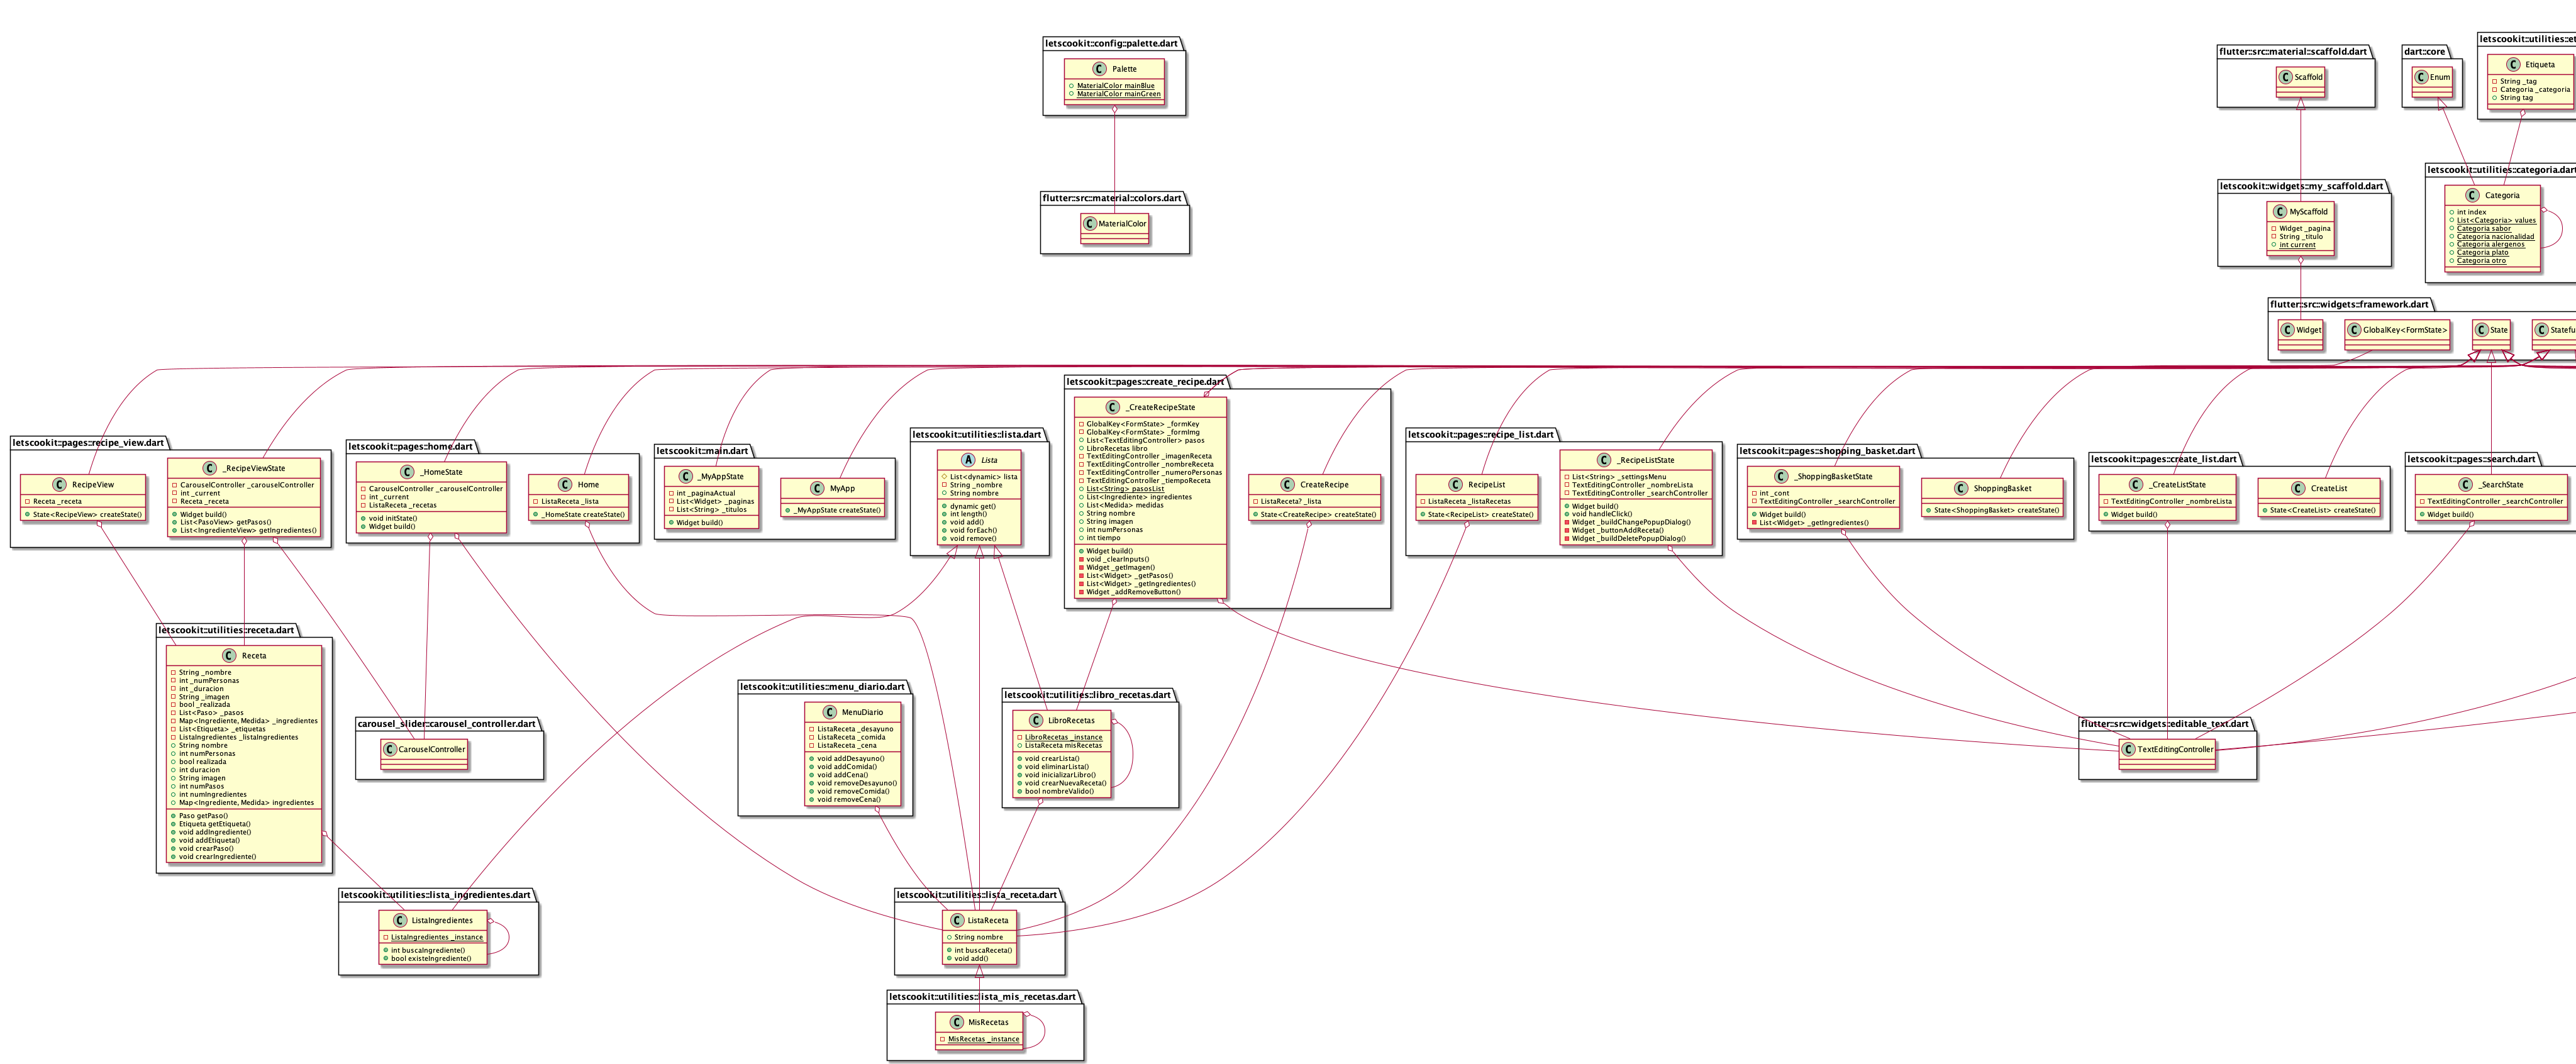 letscookit::config::palette.dart
Palette
MaterialColor mainBlue
MaterialColor mainGreen
flutter::src::material::colors.dart
MaterialColor
flutter::src::material::scaffold.dart
Scaffold
dart::core
Enum
Etiqueta
String _tag
Categoria _categoria
String tag
letscookit::widgets::my_scaffold.dart
MyScaffold
Widget _pagina
String _titulo
int current
letscookit::utilities::categoria.dart
Categoria
int index
List<Categoria> values
Categoria sabor
Categoria nacionalidad
Categoria alergenos
Categoria plato
Categoria otro
flutter::src::widgets::framework.dart
Widget
GlobalKey<FormState>
State
letscookit::pages::recipe_view.dart
RecipeView
Receta _receta
State<RecipeView> createState()
_RecipeViewState
CarouselController _carouselController
int _current
Receta _receta
Widget build()
List<PasoView> getPasos()
List<IngredienteView> getIngredientes()
letscookit::pages::home.dart
_HomeState
CarouselController _carouselController
int _current
ListaReceta _recetas
void initState()
Widget build()
Home
ListaReceta _lista
_HomeState createState()
letscookit::main.dart
_MyAppState
int _paginaActual
List<Widget> _paginas
List<String> _titulos
Widget build()
MyApp
_MyAppState createState()
letscookit::utilities::lista.dart
Lista
List<dynamic> lista
String _nombre
String nombre
dynamic get()
int length()
void add()
void forEach()
void remove()
letscookit::pages::create_recipe.dart
_CreateRecipeState
GlobalKey<FormState> _formKey
GlobalKey<FormState> _formImg
List<TextEditingController> pasos
LibroRecetas libro
TextEditingController _imagenReceta
TextEditingController _nombreReceta
TextEditingController _numeroPersonas
TextEditingController _tiempoReceta
List<String> pasosList
List<Ingrediente> ingredientes
List<Medida> medidas
String nombre
String imagen
int numPersonas
int tiempo
Widget build()
void _clearInputs()
Widget _getImagen()
List<Widget> _getPasos()
List<Widget> _getIngredientes()
Widget _addRemoveButton()
CreateRecipe
ListaReceta? _lista
State<CreateRecipe> createState()
letscookit::pages::recipe_list.dart
RecipeList
ListaReceta _listaRecetas
State<RecipeList> createState()
_RecipeListState
List<String> _settingsMenu
TextEditingController _nombreLista
TextEditingController _searchController
Widget build()
void handleClick()
Widget _buildChangePopupDialog()
Widget _buttonAddReceta()
Widget _buildDeletePopupDialog()
letscookit::pages::shopping_basket.dart
_ShoppingBasketState
int _cont
TextEditingController _searchController
Widget build()
List<Widget> _getIngredientes()
ShoppingBasket
State<ShoppingBasket> createState()
letscookit::pages::create_list.dart
_CreateListState
TextEditingController _nombreLista
Widget build()
CreateList
State<CreateList> createState()
letscookit::pages::search.dart
_SearchState
TextEditingController _searchController
Widget build()
letscookit::utilities::receta.dart
Receta
String _nombre
int _numPersonas
int _duracion
String _imagen
bool _realizada
List<Paso> _pasos
Map<Ingrediente, Medida> _ingredientes
List<Etiqueta> _etiquetas
ListaIngredientes _listaIngredientes
String nombre
int numPersonas
bool realizada
int duracion
String imagen
int numPasos
int numIngredientes
Map<Ingrediente, Medida> ingredientes
Paso getPaso()
Etiqueta getEtiqueta()
void addIngrediente()
void addEtiqueta()
void crearPaso()
void crearIngrediente()
carousel_slider::carousel_controller.dart
CarouselController
letscookit::utilities::menu_diario.dart
MenuDiario
ListaReceta _desayuno
ListaReceta _comida
ListaReceta _cena
void addDesayuno()
void addComida()
void addCena()
void removeDesayuno()
void removeComida()
void removeCena()
letscookit::utilities::libro_recetas.dart
LibroRecetas
LibroRecetas _instance
ListaReceta misRecetas
void crearLista()
void eliminarLista()
void inicializarLibro()
void crearNuevaReceta()
bool nombreValido()
flutter::src::widgets::editable_text.dart
TextEditingController
letscookit::utilities::lista_ingredientes.dart
ListaIngredientes
ListaIngredientes _instance
int buscaIngrediente()
bool existeIngrediente()
letscookit::utilities::lista_receta.dart
ListaReceta
String nombre
int buscaReceta()
void add()
letscookit::utilities::lista_mis_recetas.dart
MisRecetas
MisRecetas _instance